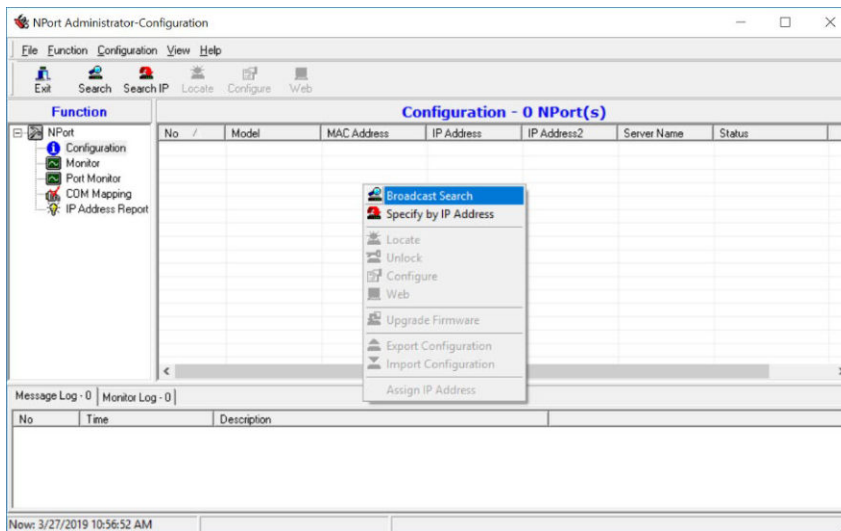 NPort Administrator-Configuration
File Function Configuration View Help
Exit Search Search IP Locate Configure Web
Function
Configuration - 0 NPort(s)
NPort
Configuration
Monitor
Port Monitor
COM Mapping
IP Address Report
No / Model MAC Address IP Address IP Address2 Server Name Status
Broadcast Search
Specify by IP Address
Locate
Unlock
Configure
Web
Upgrade Firmware
Export Configuration
Import Configuration
Assign IP Address
Message Log - 0 Monitor Log - 0
No Time Description
Now: 3/27/2019 10:56:52 AM